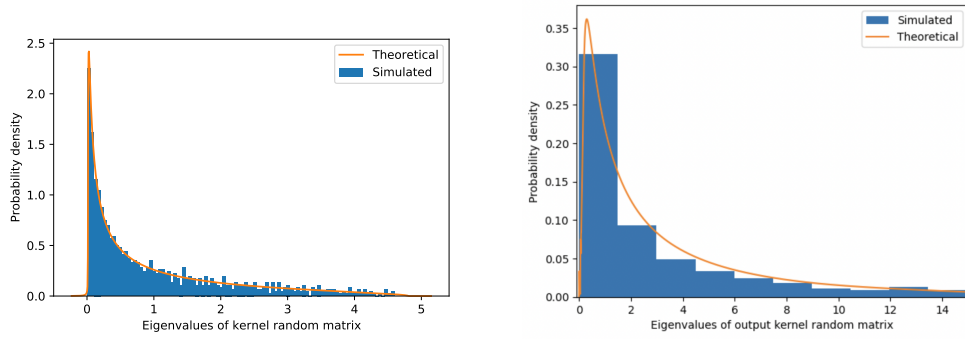 2.5
2.0
1.5
1.0
0.5
0.0
Probability density
0 1 2 3 4 5
Eigenvalues of kernel random matrix
Theoretical
Simulated
0.35
0.30
0.25
0.20
0.15
0.10
0.05
0.00
Probability density
0 2 4 6 8 10 12 14
Eigenvalues of output kernel random matrix
Simulated
Theoretical